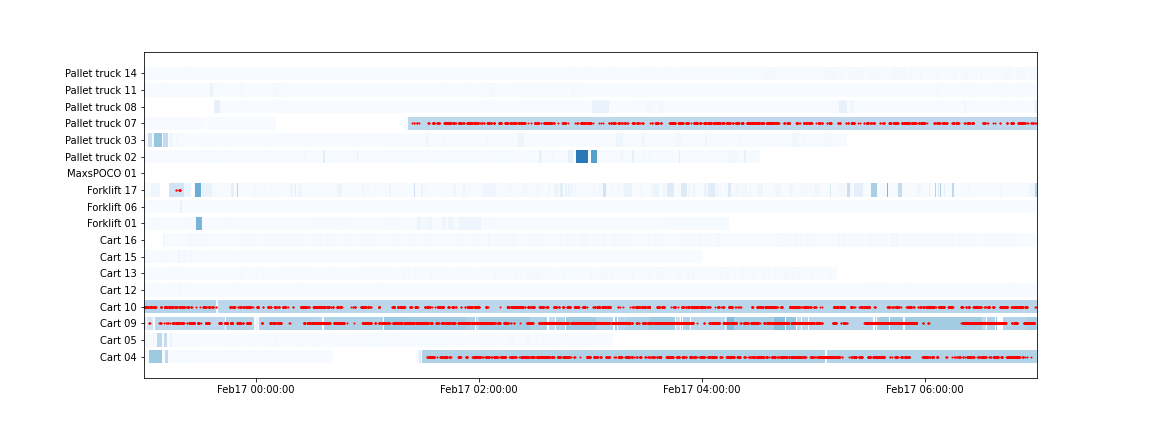 Pallet truck 14
Pallet truck 11
Pallet truck 08
Pallet truck 07
Pallet truck 03
Pallet truck 02
MaxsPOCO 01
Forklift 17
Forklift 06
Forklift 01
Cart 16
Cart 15
Cart 13
Cart 12
Cart 10
Cart 09
Cart 05
Cart 04
Feb17 00:00:00 Feb17 02:00:00 Feb17 04:00:00 Feb17 06:00:00